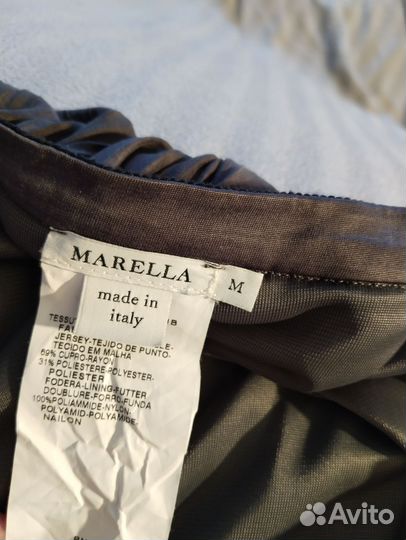 MARELLA
M
made in
italy
TESSU
JERSEY-TEJIDO DE PUNTO-
TECIDO EM MALHA
69% CUPRO-RAYON
31% POLIESTERE-POLYESTER-
POLIESTER
FODERA-LINING-FUTTER
DOUBLURE-FORRO-FUNDA
100%POLIAMMIDE-NYLON-
POLYAMID-POLYAMIDE-
NAILON
Avito